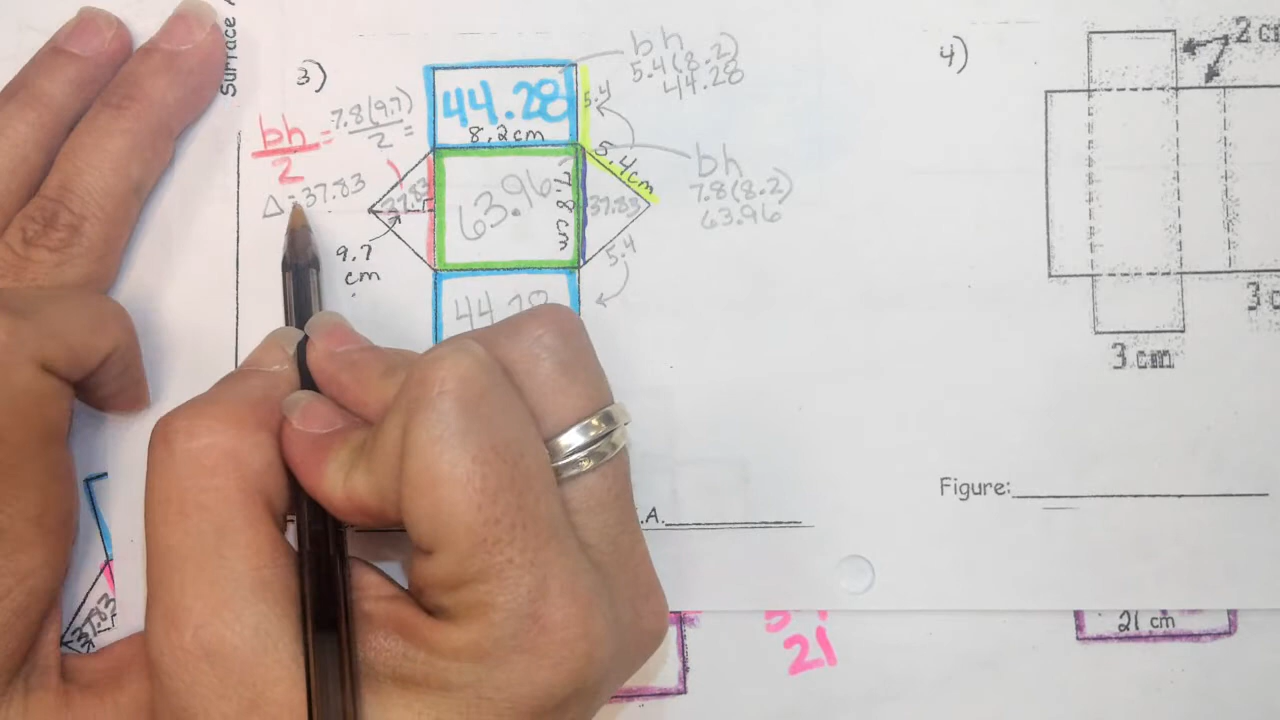 Surface
3)
bh
2
= 7.8(9.7)
2 =
△=37.83
37.83
9.7
cm
44.28
8,2cm
5.4
5.4cm
63.96
7.8cm
37.83
5.4
44.28
bh
5.4(8.2)
44.28
bh
7.8(8.2)
63.96
4)
2 c
3 c
3 cm
Figure:
.A.
37.83
21
21 cm